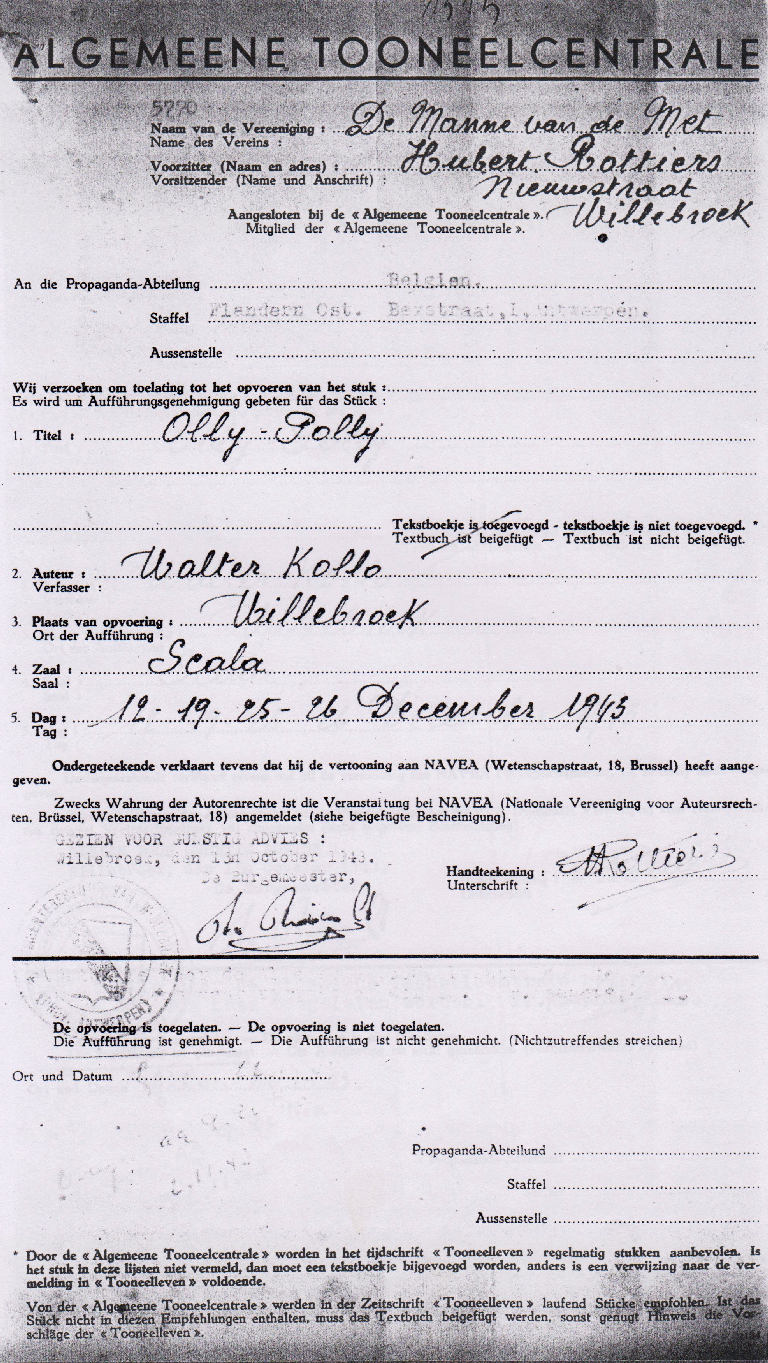 ALGEMEENE TOONEELCENTRALE
5770
Naam van de Vereeniging : De Manne van de Met
Name des Vereins :
Voorzitter (Naam en adres) : Hubert Rottiers
Vorsitzender (Name und Anschrift) : Nieuwstraat
Aangesloten bij de « Algemeene Tooneelcentrale ». Willebroek
Mitglied der « Algemeene Tooneelcentrale ».
An die Propaganda-Abteilung Belgien.
Staffel Flandern Ost. Bexstraat,I. Antwerpen.
Aussenstelle
Wij verzoeken om toelating tot het opvoeren van het stuk :
Es wird um Aufführungsgenehmigung gebeten für das Stück :
1. Titel : Olly - Polly
Tekstboekje is toegevoegd - tekstboekje is niet toegevoegd. *
Textbuch ist beigefügt — Textbuch ist nicht beigefügt.
2. Auteur : Walter Kollo
Verfasser :
3. Plaats van opvoering : Willebroek
Ort der Aufführung :
4. Zaal : Scala
Saal :
5. Dag : 12 - 19 - 25 - 26 December 1943
Tag :
Ondergeteekende verklaart tevens dat hij de vertooning aan NAVEA (Wetenschapstraat, 18, Brussel) heeft aange-
geven.
Zwecks Wahrung der Autorenrechte ist die Veranstaltung bei NAVEA (Nationale Vereeniging voor Auteursrech-
ten, Brüssel, Wetenschapstraat, 18) angemeldet (siehe beigefügte Bescheinigung).
GEZIEN VOOR GUNSTIG ADVIES :
Willebroek, den October 1943.
De Burgemeester,
Handteekening : HRottiers
Unterschrift :
De opvoering is toegelaten. — De opvoering is niet toegelaten.
Die Aufführung ist genehmigt. — Die Aufführung ist nicht genehmicht. (Nichtzutreffendes streichen)
Ort und Datum
Propaganda-Abteilund
Staffel
Aussenstelle
* Door de « Algemeene Tooneelcentrale » worden in het tijdschrift « Tooneelleven » regelmatig stukken aanbevolen. Is
het stuk in deze lijsten niet vermeld, dan moet een tekstboekje bijgevoegd worden, anders is een verwijzing naar de ver-
melding in « Tooneelleven » voldoende.
Von der « Algemeene Tooneelcentrale » werden in der Zeitschrift « Tooneelleven » laufend Stücke empfohlen. Ist das
Stück nicht in diezen Empfehlungen enthalten, muss das Textbuch beigefügt werden, sonst genugt Hinweis die Vor-
schläge der « Tooneelleven ».